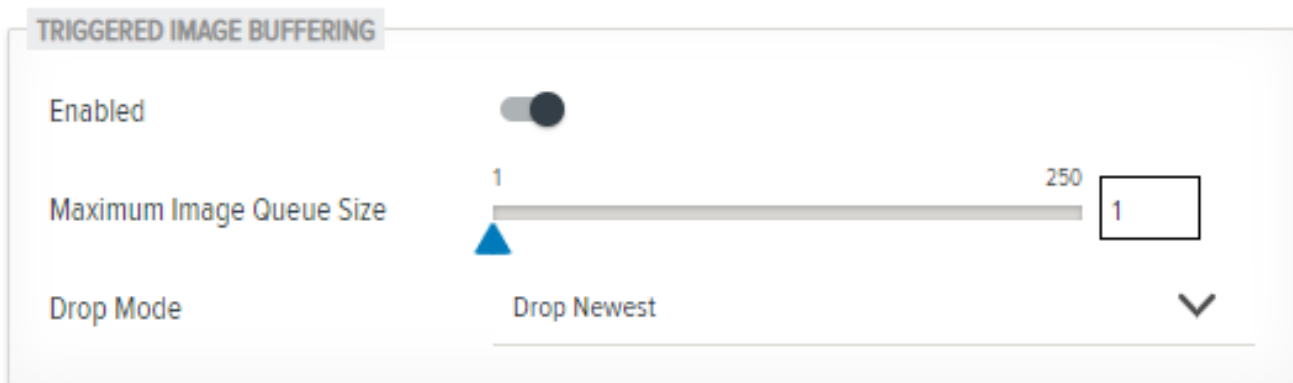 TRIGGERED IMAGE BUFFERING
Enabled
1 250
Maximum Image Queue Size 1
Drop Mode Drop Newest